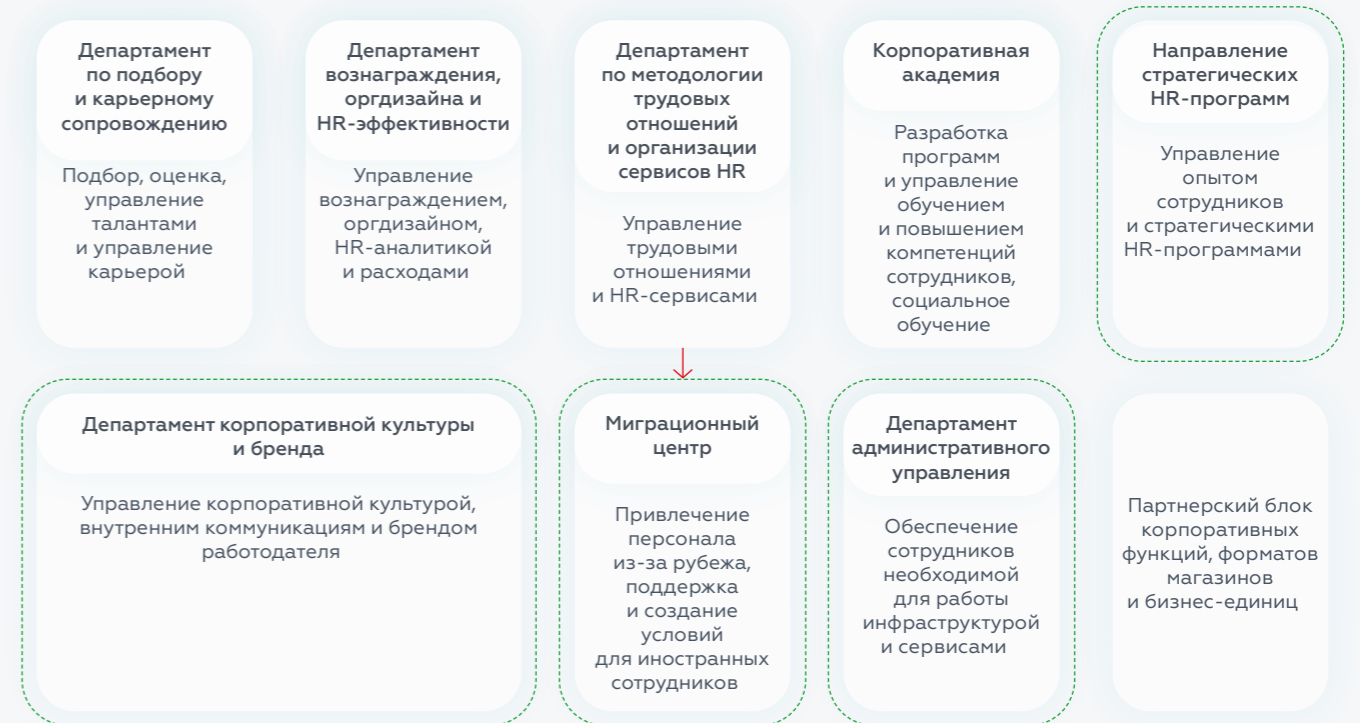 Департамент
по подбору
и карьерному
сопровождению
Подбор, оценка,
управление
талантами
и управление
карьерой
Департамент
вознаграждения,
оргдизайна и
HR-эффективности
Управление
вознаграждением,
оргдизайном,
HR-аналитикой
и расходами
Департамент
по методологии
трудовых
отношений
и организации
сервисов HR
Управление
трудовыми
отношениями
и HR-сервисами
Корпоративная
академия
Разработка
программ
и управление
обучением
и повышением
компетенций
сотрудников,
социальное
обучение
Направление
стратегических
HR-программ
Управление
опытом
сотрудников
и стратегическими
HR-программами
Департамент корпоративной культуры
и бренда
Управление корпоративной культурой,
внутренним коммуникациям и брендом
работодателя
Миграционный
центр
Привлечение
персонала
из-за рубежа,
поддержка
и создание
условий
для иностранных
сотрудников
Департамент
административного
управления
Обеспечение
сотрудников
необходимой
для работы
инфраструктурой
и сервисами
Партнерский блок
корпоративных
функций, форматов
магазинов
и бизнес-единиц